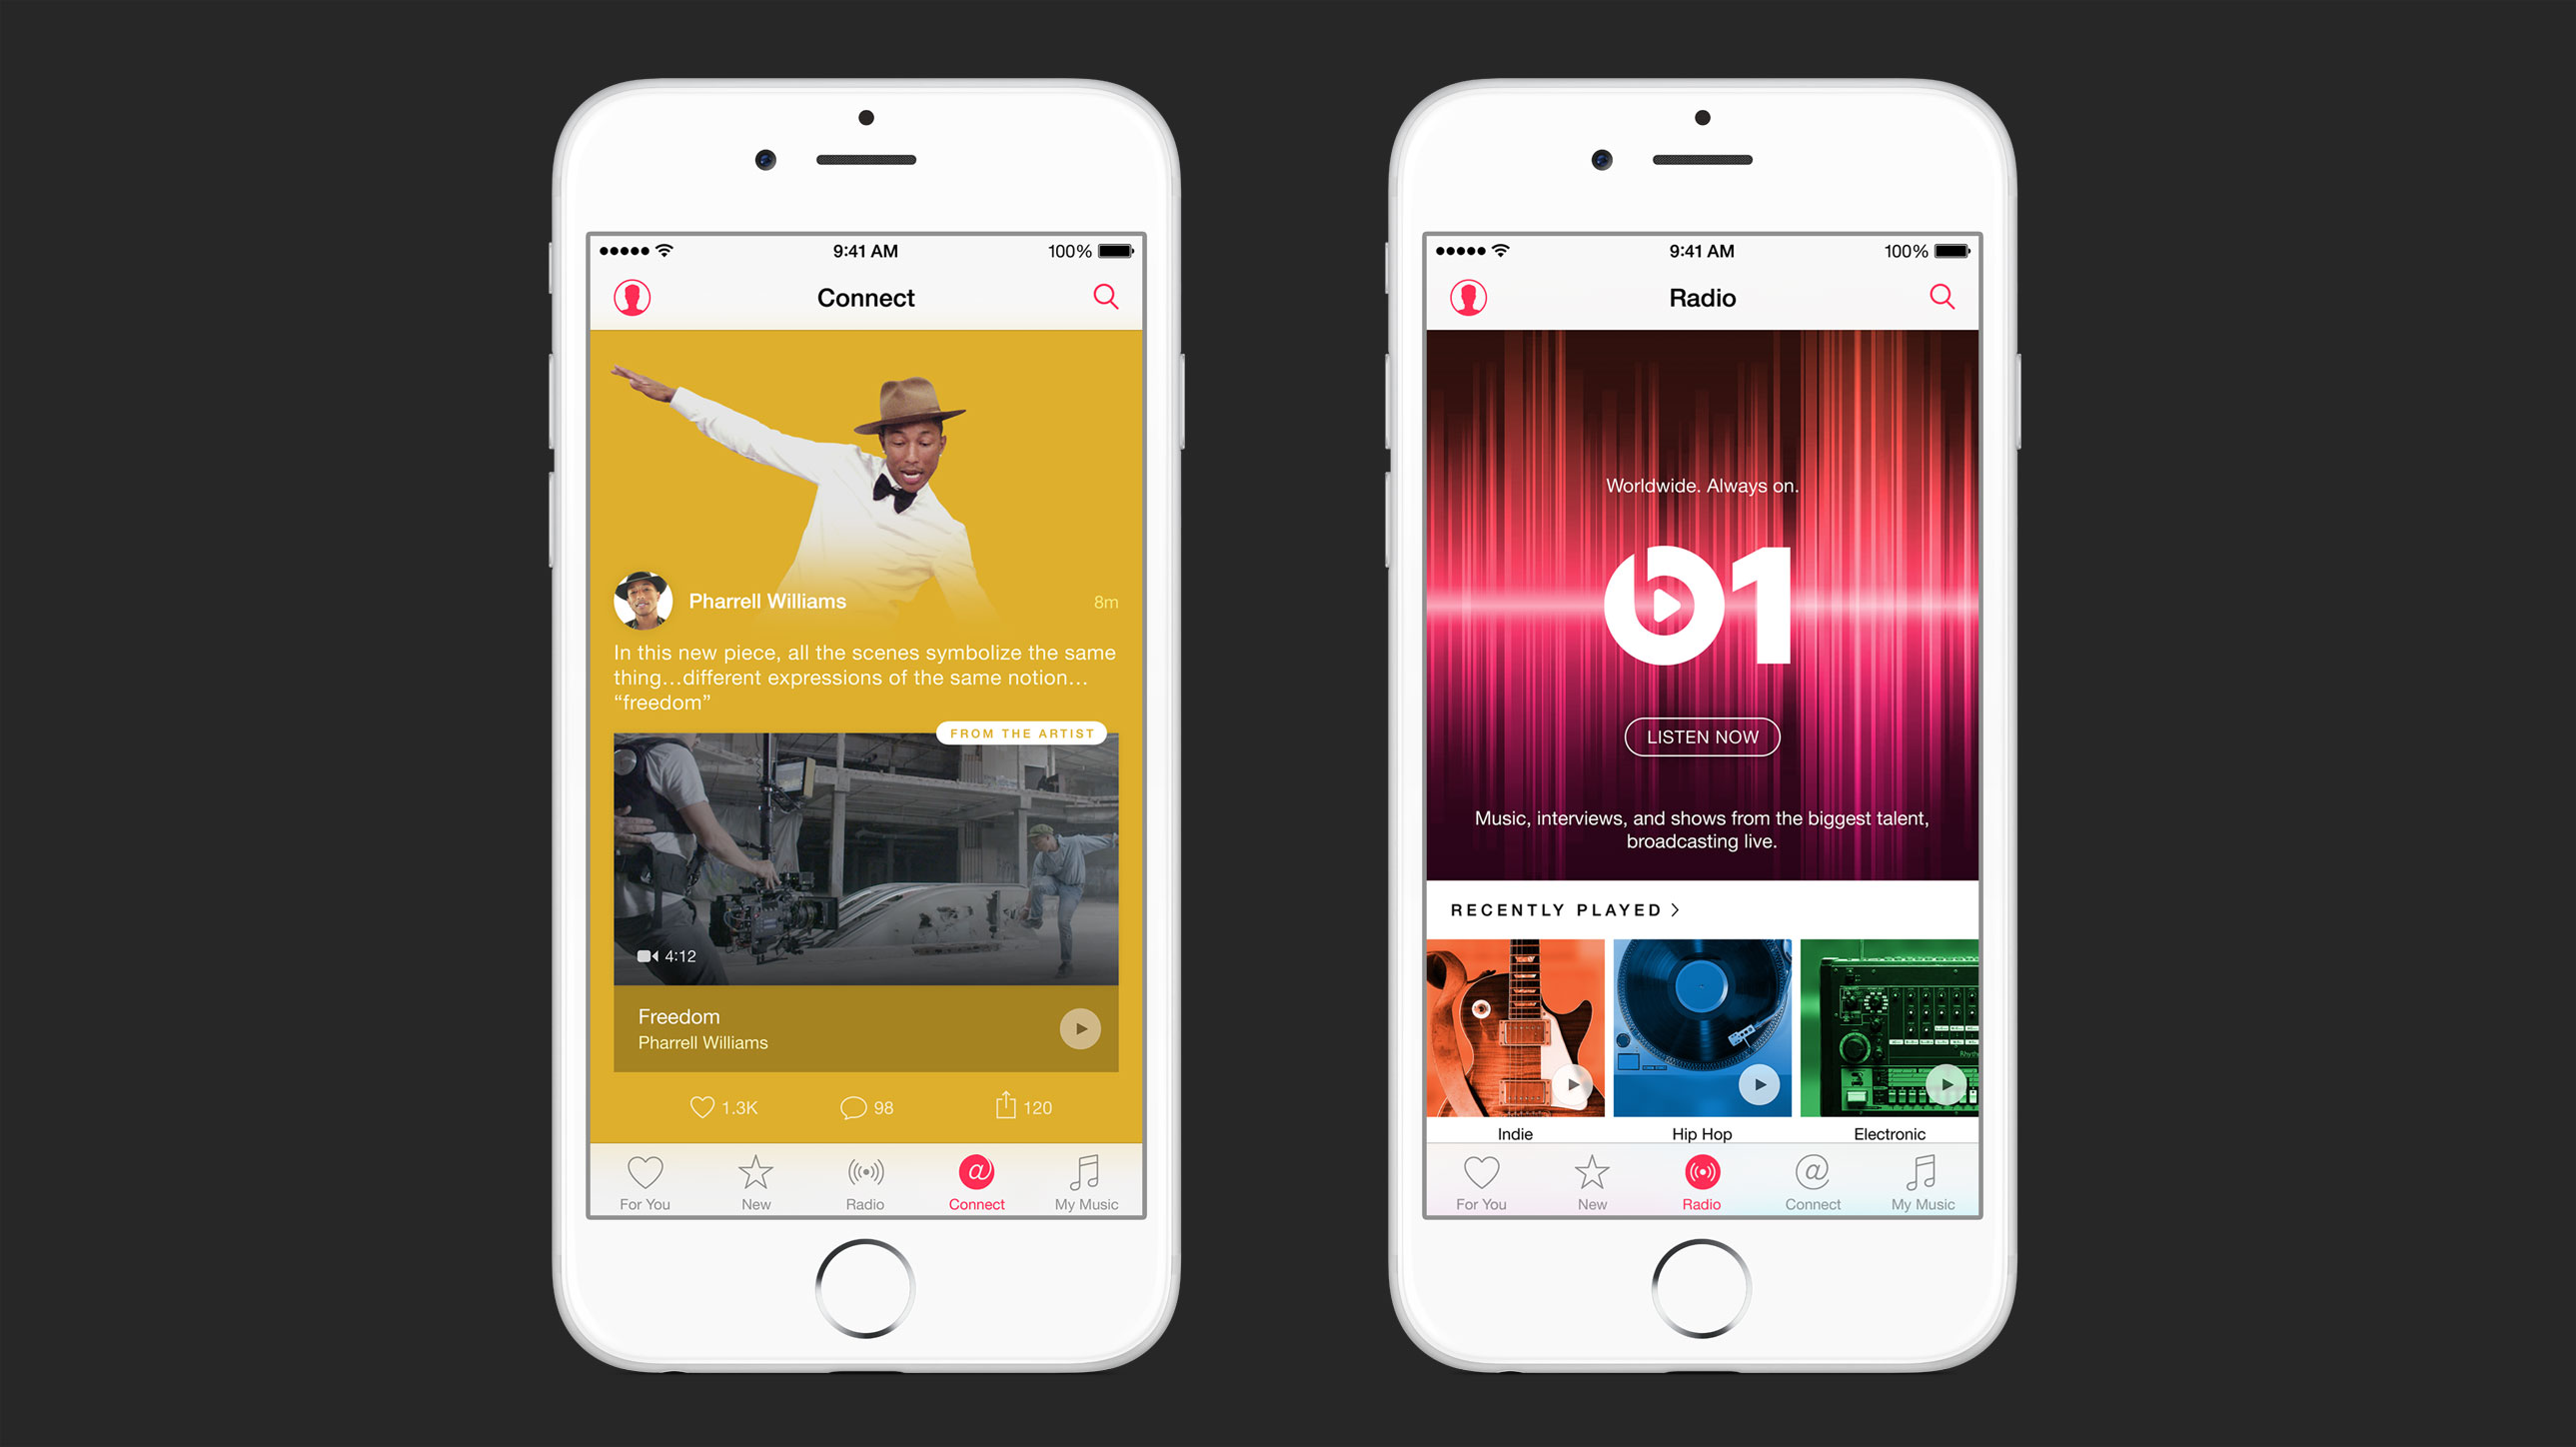 9:41 AM
100%
Connect
Pharrell Williams
8m
In this new piece, all the scenes symbolize the same
thing…different expressions of the same notion…
“freedom”
FROM THE ARTIST
4:12
Freedom
Pharrell Williams
1.3K
98
120
For You
New
Radio
Connect
My Music
9:41 AM
100%
Radio
Worldwide. Always on.
b1
LISTEN NOW
Music, interviews, and shows from the biggest talent,
broadcasting live.
RECENTLY PLAYED
Indie
Hip Hop
Electronic
For You
New
Radio
Connect
My Music